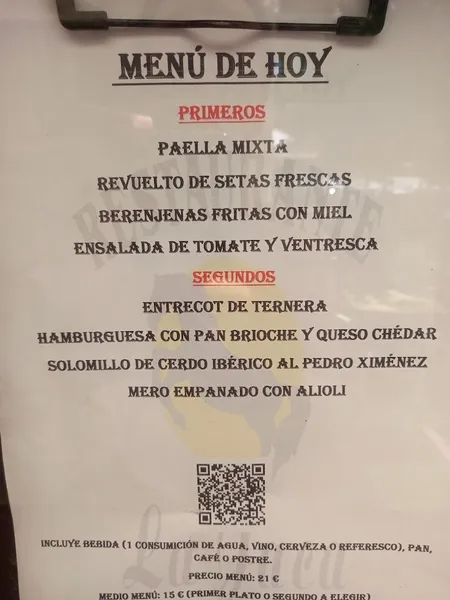 MENÚ DE HOY
PRIMEROS
PAELLA MIXTA
REVUELTO DE SETAS FRESCAS
BERENJENAS FRITAS CON MIEL
ENSALADA DE TOMATE Y VENTRESCA
SEGUNDOS
ENTRECOT DE TERNERA
HAMBURGUESA CON PAN BRIOCHE Y QUESO CHÉDAR
SOLOMILLO DE CERDO IBÉRICO AL PEDRO XIMÉNEZ
MERO EMPANADO CON ALIOLI
INCLUYE BEBIDA (1 CONSUMICIÓN DE AGUA, VINO, CERVEZA O REFERESCO), PAN,
CAFÉ O POSTRE.
PRECIO MENÚ: 21 €
MEDIO MENÚ: 15 € (PRIMER PLATO O SEGUNDO A ELEGIR)